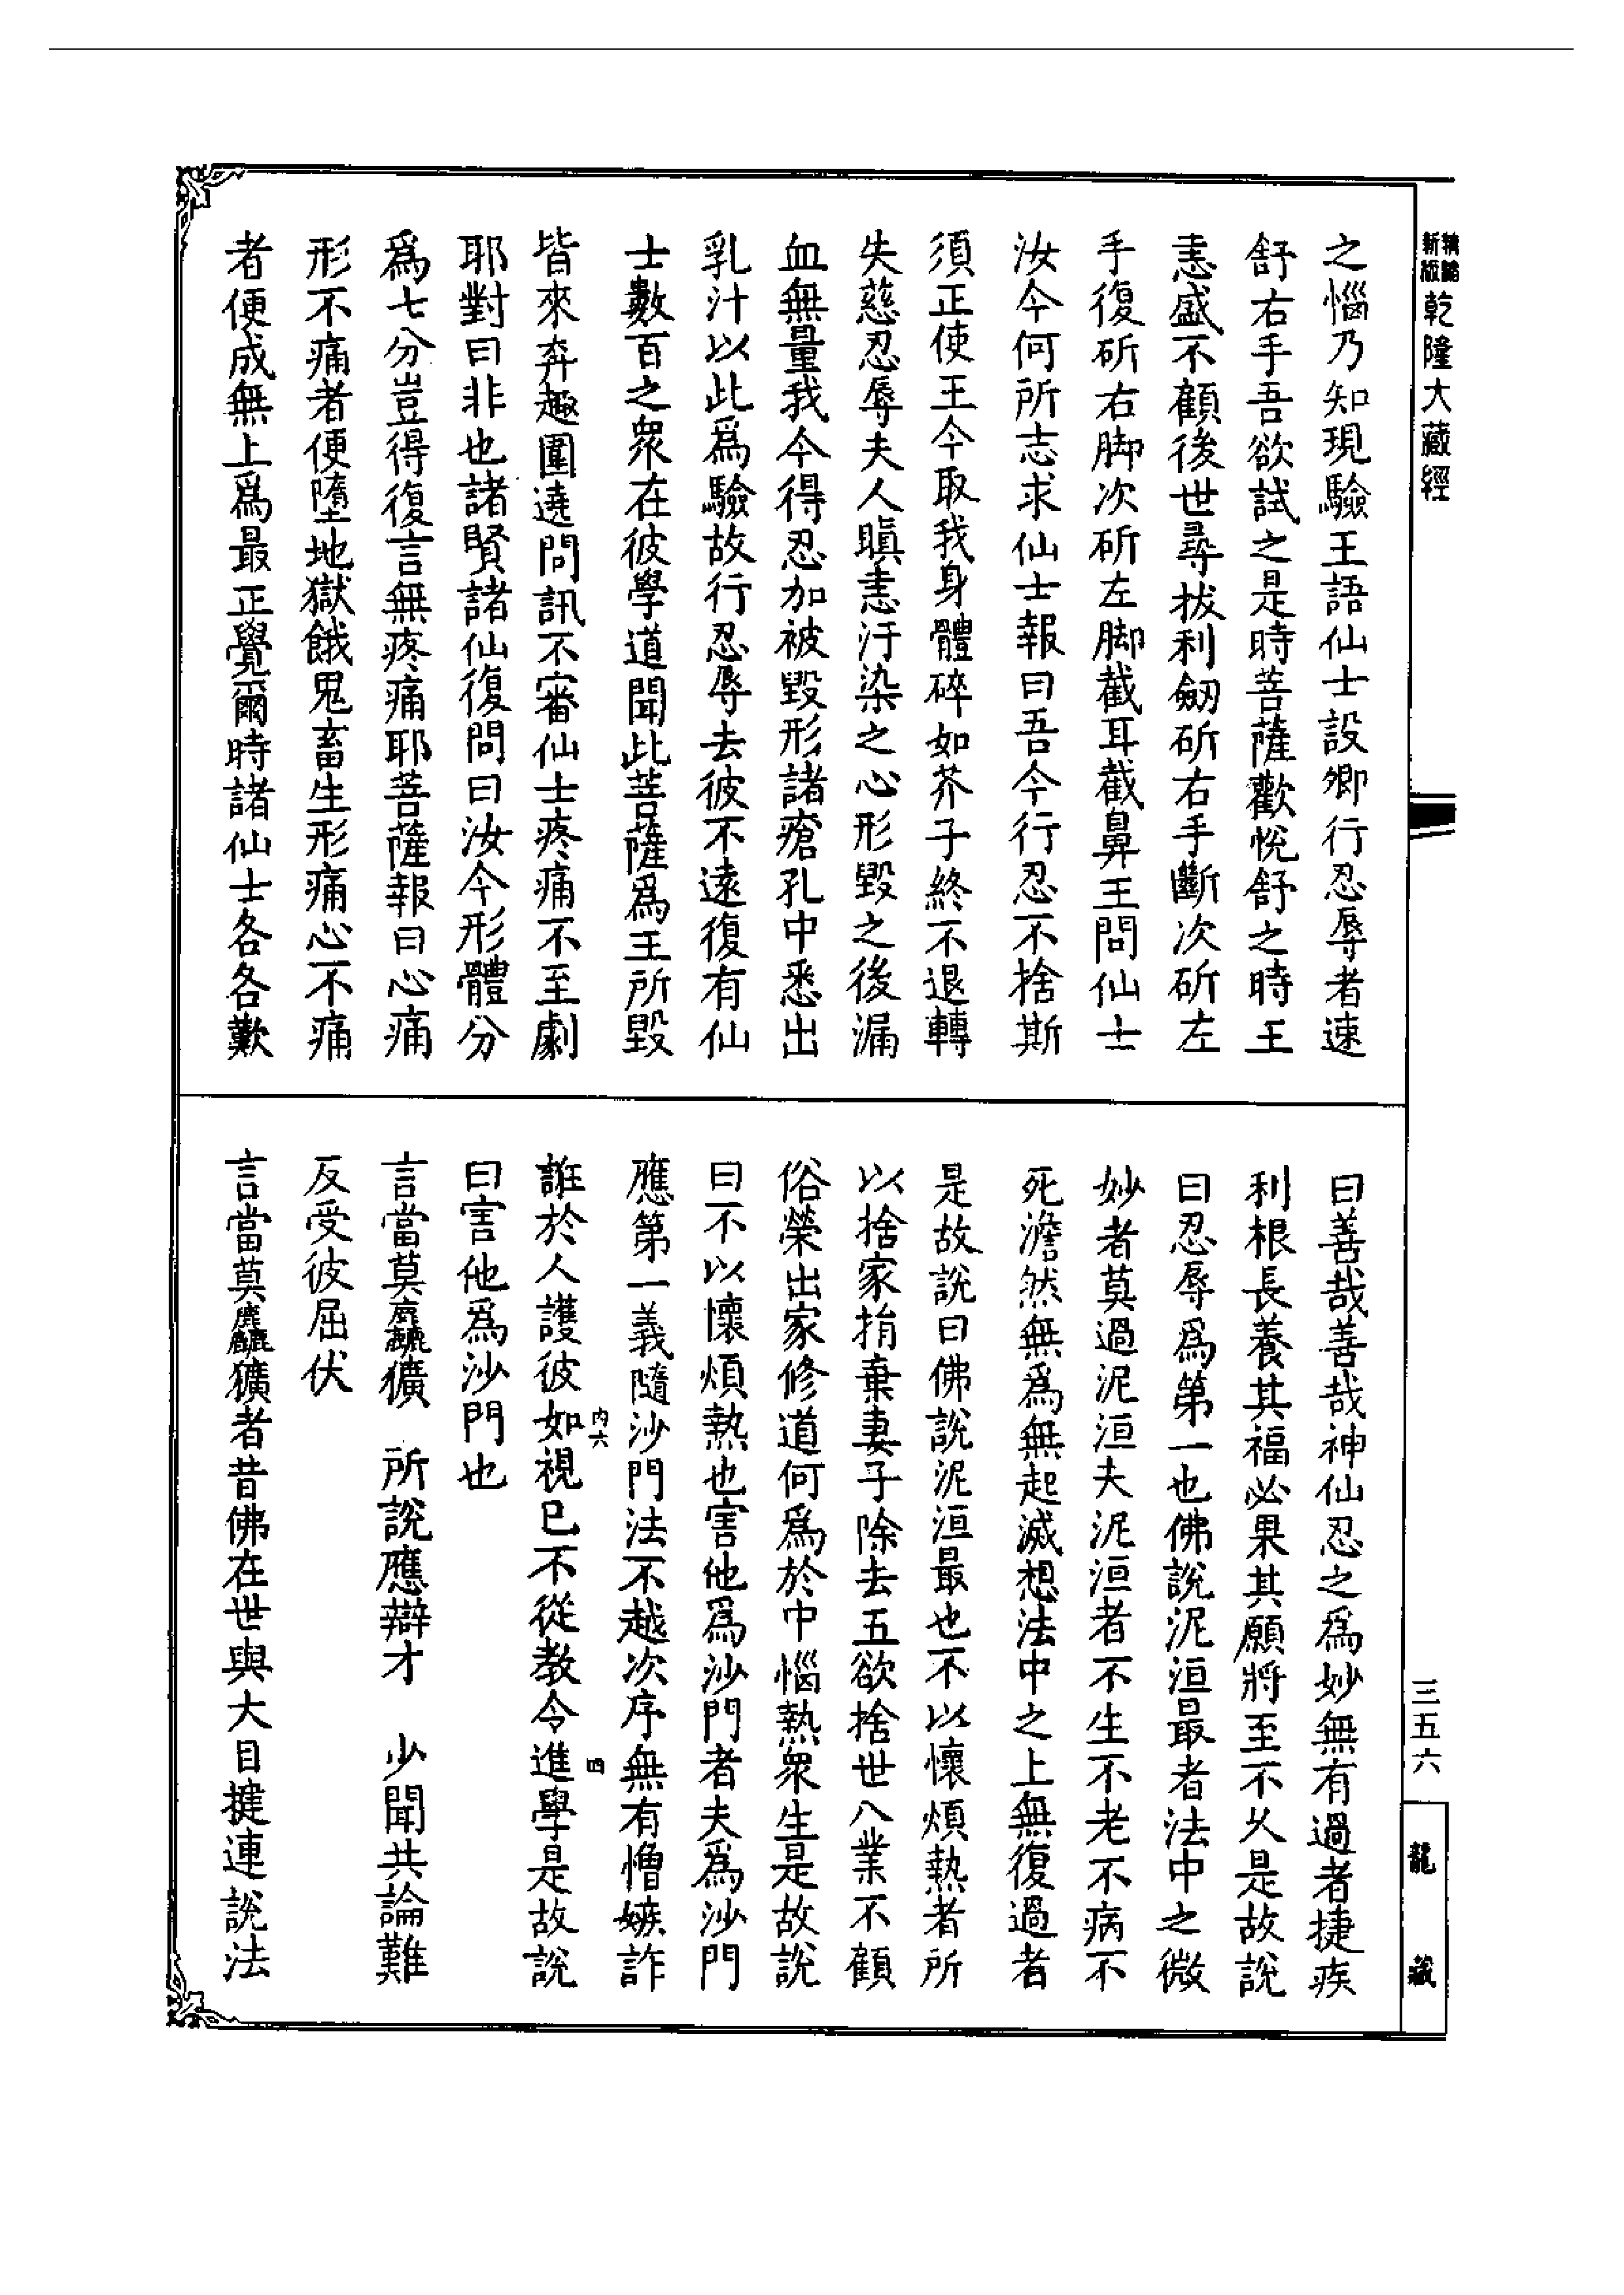 新版
乾隆大藏經
之惱乃知現驗王語仙士設卿行忍辱者速
舒右手吾欲試之是時菩薩歡悅舒之時王
恚盛不顧後世尋拔利劒斫右手斷次斫左
手復斫右脚次斫左脚截耳截鼻王問仙士
汝今何所志求仙士報曰吾今行忍不捨斯
須正使王今取我身體碎如芥子終不退轉
失慈忍辱夫人瞋恚汙染之心形毀之後漏
血無量我今得忍加被毀形諸瘡孔中悉出
乳汁以此爲驗故行忍辱去彼不遠復有仙
士數百之衆在彼學道聞此菩薩爲王所毀
皆來奔趣圍遶問訊不審仙士疼痛不至劇
耶對曰非也諸賢諸仙復問曰汝今形體分
爲七分豈得復言無疼痛耶菩薩報曰心痛
形不痛者便墮地獄餓鬼畜生形痛心不痛
者便成無上爲最正覺爾時諸仙士各各歎
曰善哉善哉神仙忍之爲妙無有過者捷疾
利根長養其福必果其願將至不久是故說
曰忍辱爲第一也佛說泥洹最者法中之微
妙者莫過泥洹夫泥洹者不生不老不病不
死澹然無爲無起滅想法中之上無復過者
是故說曰佛說泥洹最也不以懷煩熱者所
以捨家捐棄妻子除去五欲捨世八業不顧
俗榮出家修道何爲於中惱熱衆生是故說
曰不以懷煩熱也害他爲沙門者夫爲沙門
應第一義隨沙門法不越次序無有憎嫉詐
誑於人護彼如視已不從教令進學是故說
内六
四
曰害他爲沙門也
言當莫麤獷　所說應辯才　少聞共論難
反受彼屈伏
言當莫麤獷者昔佛在世與大目揵連說法
三五六
龍藏